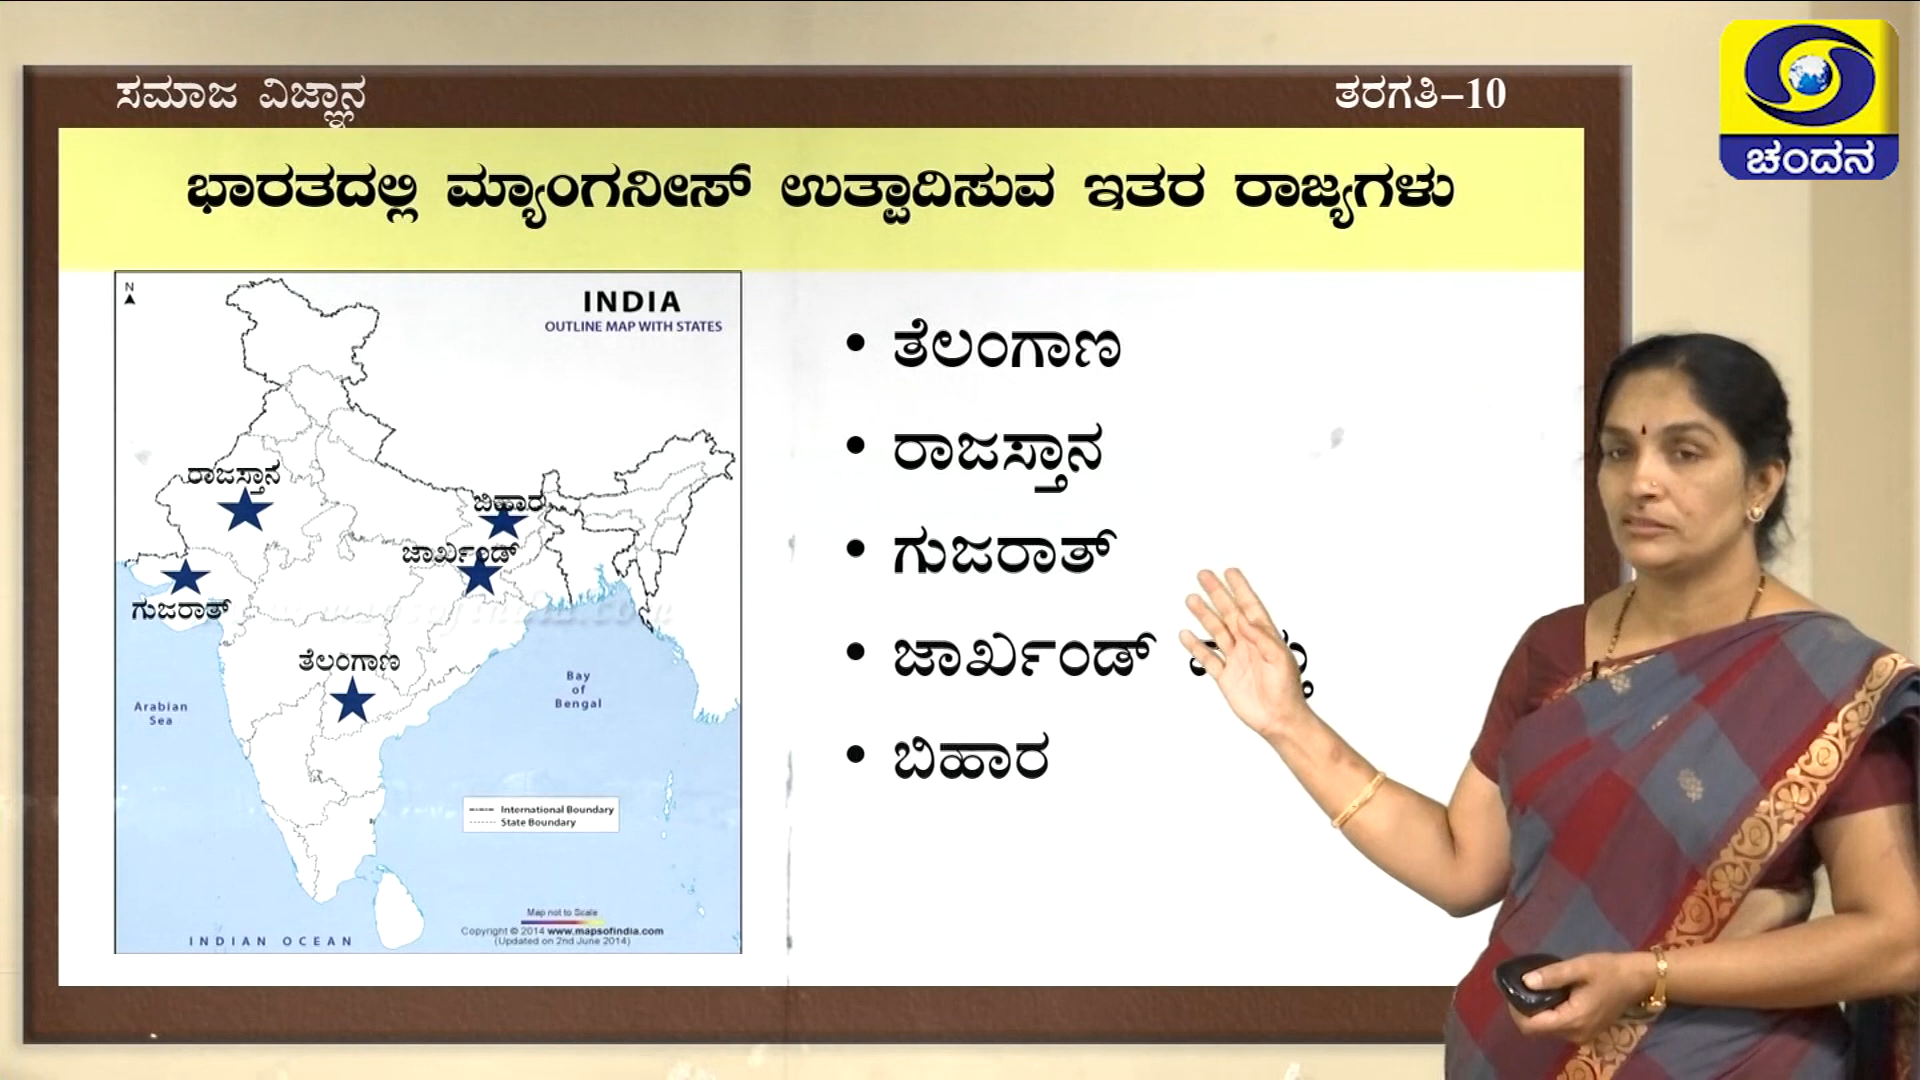 ಸಮಾಜ ವಿಜ್ಞಾನ
ತರಗತಿ-10
ಚಂದನ
ಭಾರತದಲ್ಲಿ ಮ್ಯಾಂಗನೀಸ್ ಉತ್ಪಾದಿಸುವ ಇತರ ರಾಜ್ಯಗಳು
N
INDIA
OUTLINE MAP WITH STATES
ರಾಜಸ್ತಾನ
ಬಿಹಾರ
ಜಾರ್ಖಂಡ್
ಗುಜರಾತ್
ತೆಲಂಗಾಣ
Arabian
Sea
Bay
of
Bengal
International Boundary
State Boundary
Map not to Scale
Copyright © 2014 www.mapsofindia.com
(Updated on 2nd June 2014)
INDIAN OCEAN
• ತೆಲಂಗಾಣ
• ರಾಜಸ್ತಾನ
• ಗುಜರಾತ್
• ಜಾರ್ಖಂಡ್
• ಬಿಹಾರ